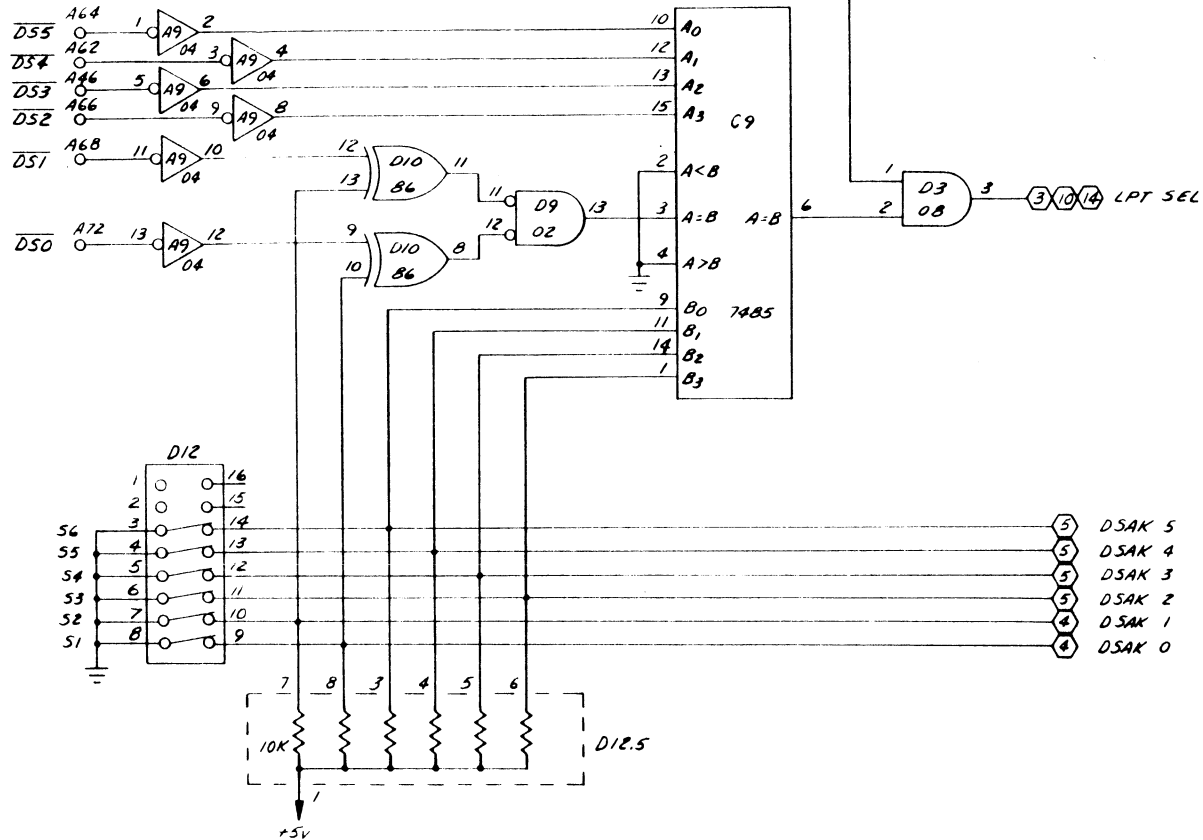 A64
DS5 1 A9 2 04 10 A0
A62
DS4 3 A9 4 04 12 A1
A46
DS3 5 A9 6 04 13 A2
A66
DS2 9 A9 8 04 15 A3
C9
A68
DS1 11 A9 10 04 12 D10 11
13 86
2 A<B
11 D9 13 3 A=B A=B 6
12 02
1 D3 3 3 10 14 LPT SEL
2 08
A72
DS0 13 A9 12 04 9 D10 8
10 86
4 A>B
9 B0 7485
11 B1
14 B2
1 B3
D12
1 16
2 15
S6 3 14 5 DSAK 5
S5 4 13 5 DSAK 4
S4 5 12 5 DSAK 3
S3 6 11 5 DSAK 2
S2 7 10 4 DSAK 1
S1 8 9 4 DSAK 0
7 8 3 4 5 6
10K D12.5
1
+5V